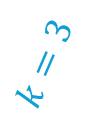 k = 3